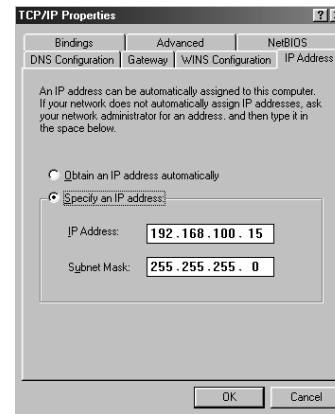 TCP/IP Properties
Bindings Advanced NetBIOS
DNS Configuration Gateway WINS Configuration IP Address
An IP address can be automatically assigned to this computer.
If your network does not automatically assign IP addresses, ask
your network administrator for an address. and then type it in
the space below.
Obtain an IP address automatically
Specify an IP address:
IP Address: 192.168.100.15
Subnet Mask: 255.255.255.0
OK Cancel